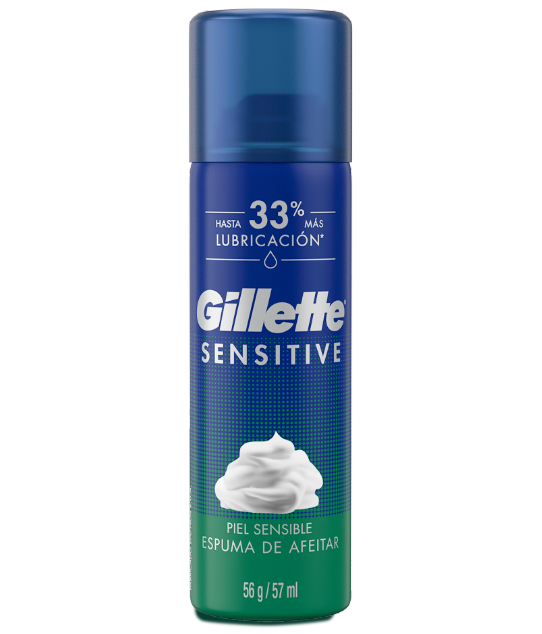 HASTA 33% MÁS
LUBRICACIÓN*
Gillette®
SENSITIVE
PIEL SENSIBLE
ESPUMA DE AFEITAR
56 g / 57 ml